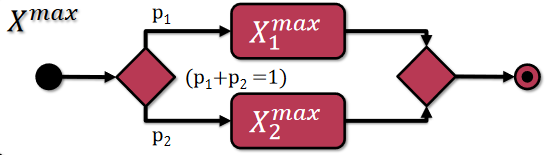 X^max
p₁
X₁^max
(p₁+p₂ =1)
p₂
X₂^max